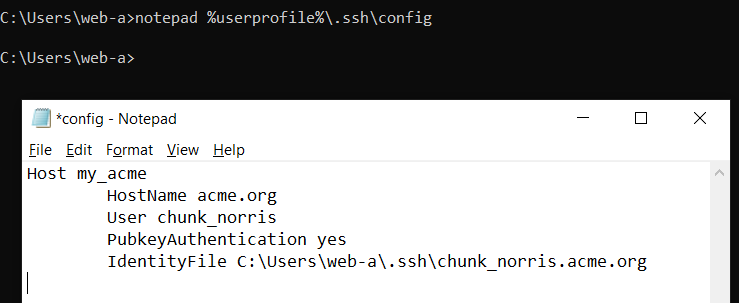 C:\Users\web-a>notepad %userprofile%\.ssh\config
C:\Users\web-a>
*config - Notepad
File Edit Format View Help
Host my_acme
HostName acme.org
User chunk_norris
PubkeyAuthentication yes
IdentityFile C:\Users\web-a\.ssh\chunk_norris.acme.org